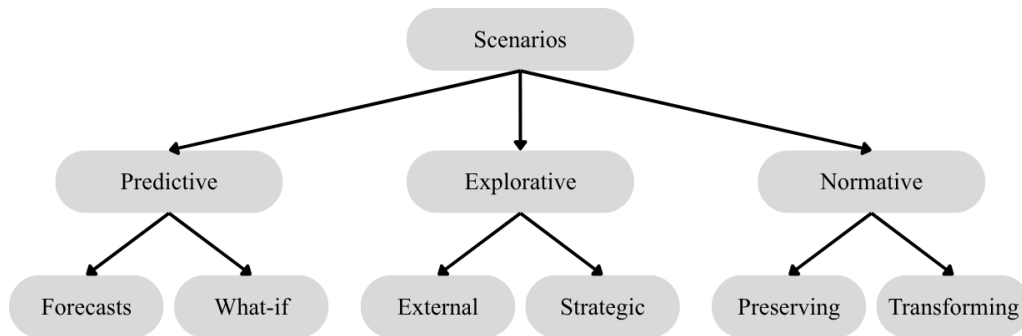 Scenarios
Predictive
Explorative
Normative
Forecasts
What-if
External
Strategic
Preserving
Transforming